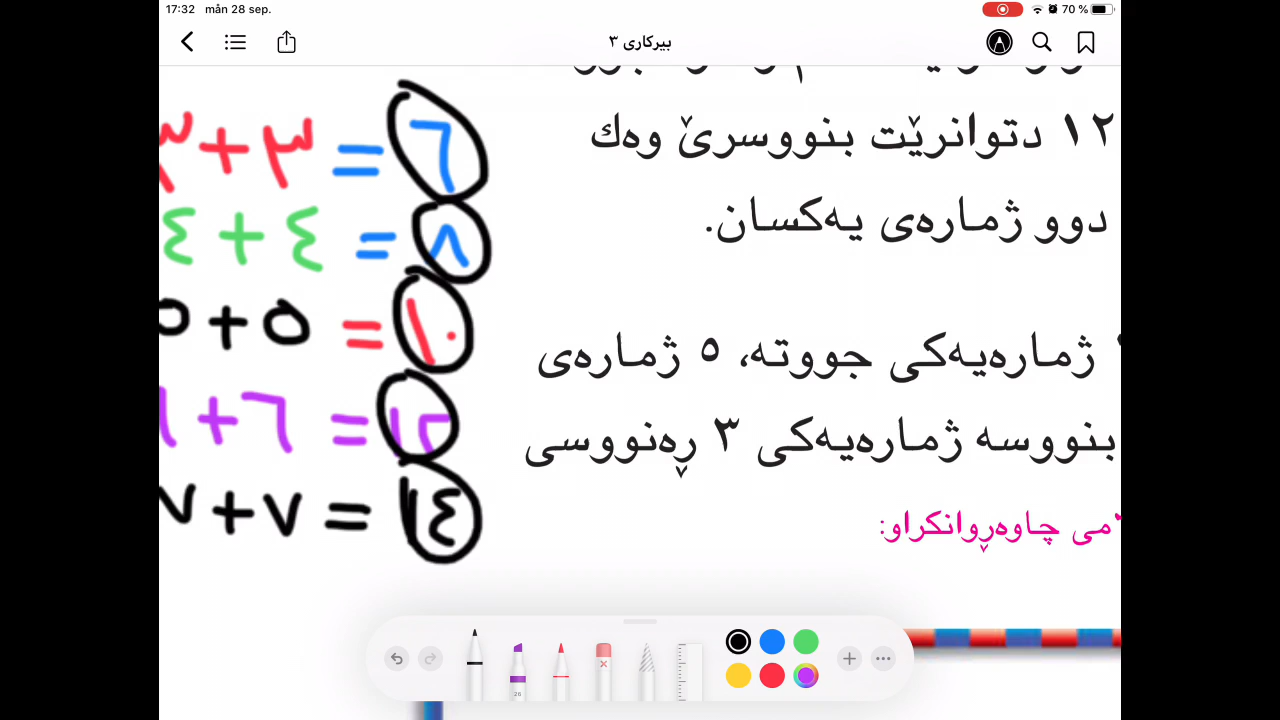 17:32 mån 28 sep. 70 %
بیرکاری ٣
١٢ دتوانرێت بنووسرێ وەك
دوو ژمارەی یەکسان.
ژمارەیەکی جووتە، ٥ ژمارەی
بنووسە ژمارەیەکی ٣ ڕەنووسی
می چاوەڕوانکراو:
٣+٣ = ٦
٤+٤ = ٨
٥+٥ = ١٠
٦+٦ = ١٢
٧+٧ = ١٤
26